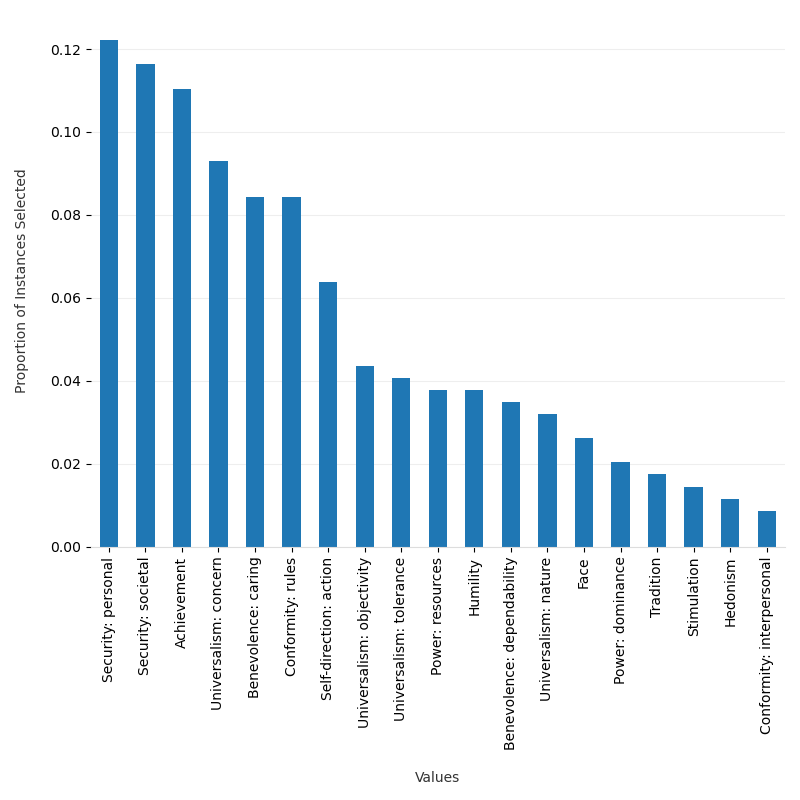 0.12
0.10
0.08
0.06
0.04
0.02
0.00
Proportion of Instances Selected
Security: personal
Security: societal
Achievement
Universalism: concern
Benevolence: caring
Conformity: rules
Self-direction: action
Universalism: objectivity
Universalism: tolerance
Power: resources
Humility
Benevolence: dependability
Universalism: nature
Face
Power: dominance
Tradition
Stimulation
Hedonism
Conformity: interpersonal
Values